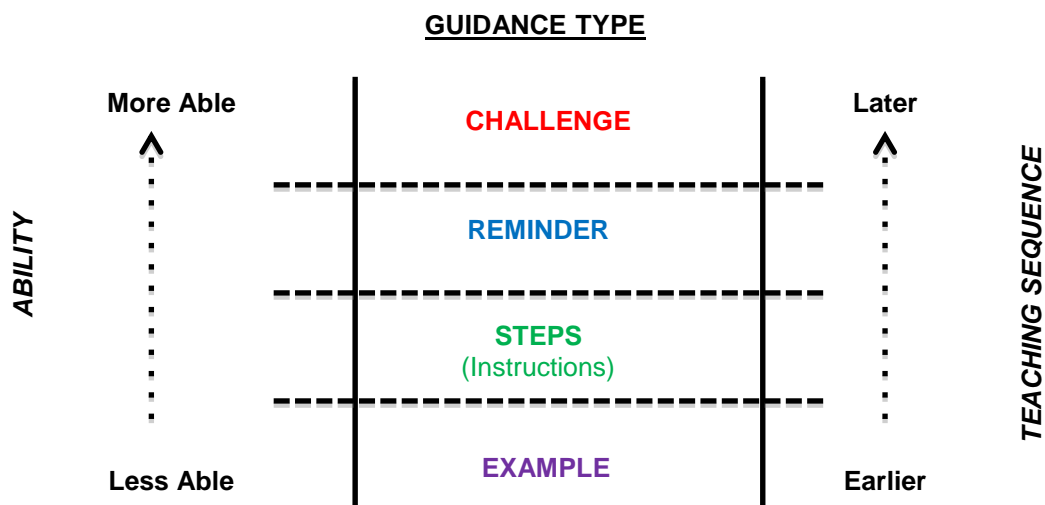 GUIDANCE TYPE
More Able
CHALLENGE
Later
REMINDER
ABILITY
TEACHING SEQUENCE
STEPS
(Instructions)
EXAMPLE
Less Able
Earlier